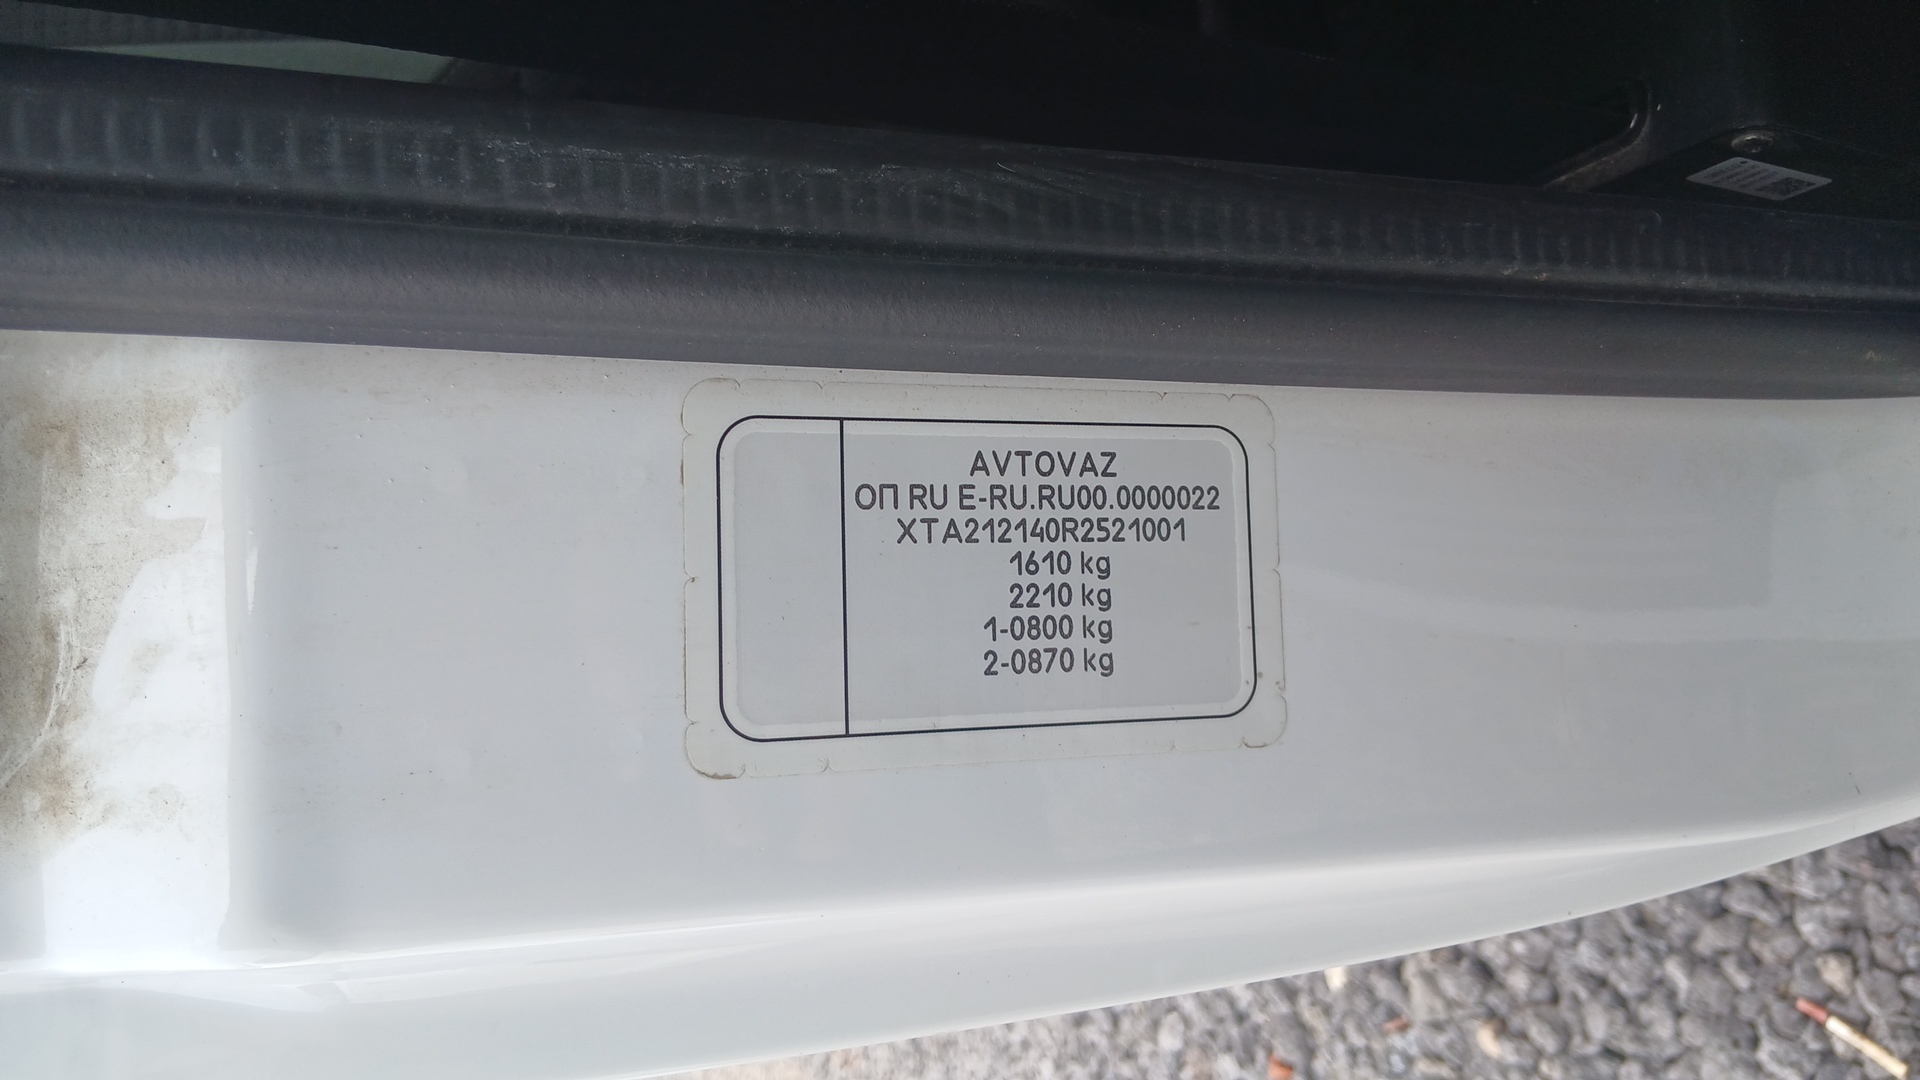 AVTOVAZ
ОП RU E-RU.RU00.0000022
XTA212140R2521001
1610 kg
2210 kg
1-0800 kg
2-0870 kg